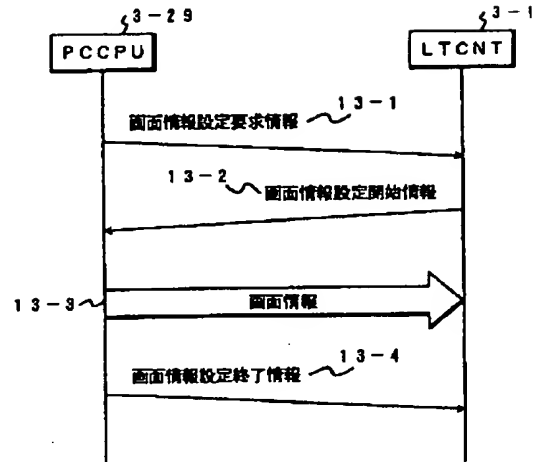 3-29
3-1
PCCPU
LTCNT
13-1
画面情報設定要求情報
13-2
画面情報設定開始情報
13-3
画面情報
13-4
画面情報設定終了情報